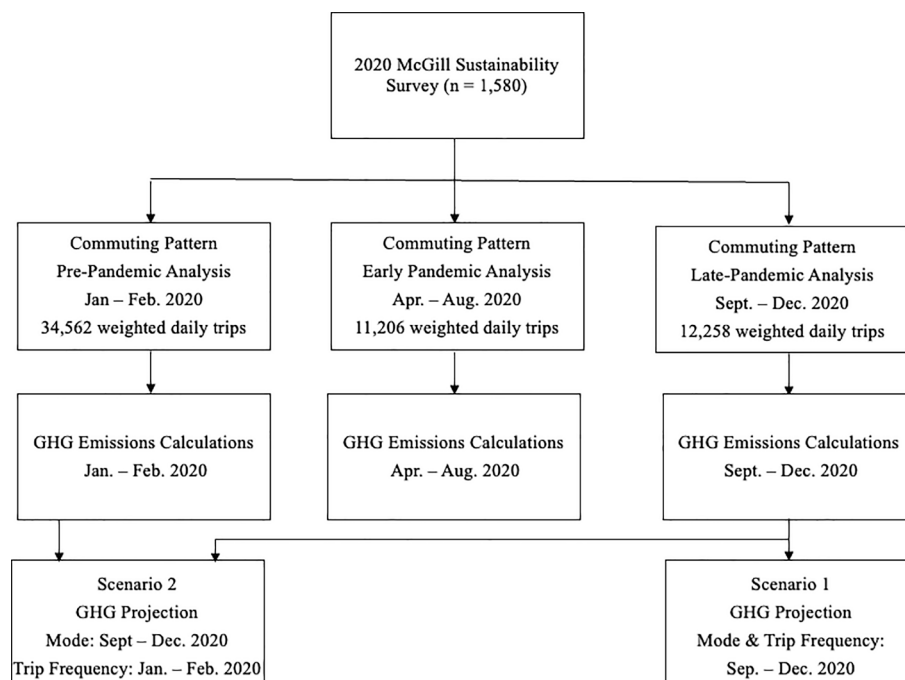 2020 McGill Sustainability
Survey (n = 1,580)
Commuting Pattern
Pre-Pandemic Analysis
Jan – Feb. 2020
34,562 weighted daily trips
Commuting Pattern
Early Pandemic Analysis
Apr. – Aug. 2020
11,206 weighted daily trips
Commuting Pattern
Late-Pandemic Analysis
Sept. – Dec. 2020
12,258 weighted daily trips
GHG Emissions Calculations
Jan. – Feb. 2020
GHG Emissions Calculations
Apr. – Aug. 2020
GHG Emissions Calculations
Sept. – Dec. 2020
Scenario 2
GHG Projection
Mode: Sept – Dec. 2020
Trip Frequency: Jan. – Feb. 2020
Scenario 1
GHG Projection
Mode & Trip Frequency:
Sep. – Dec. 2020